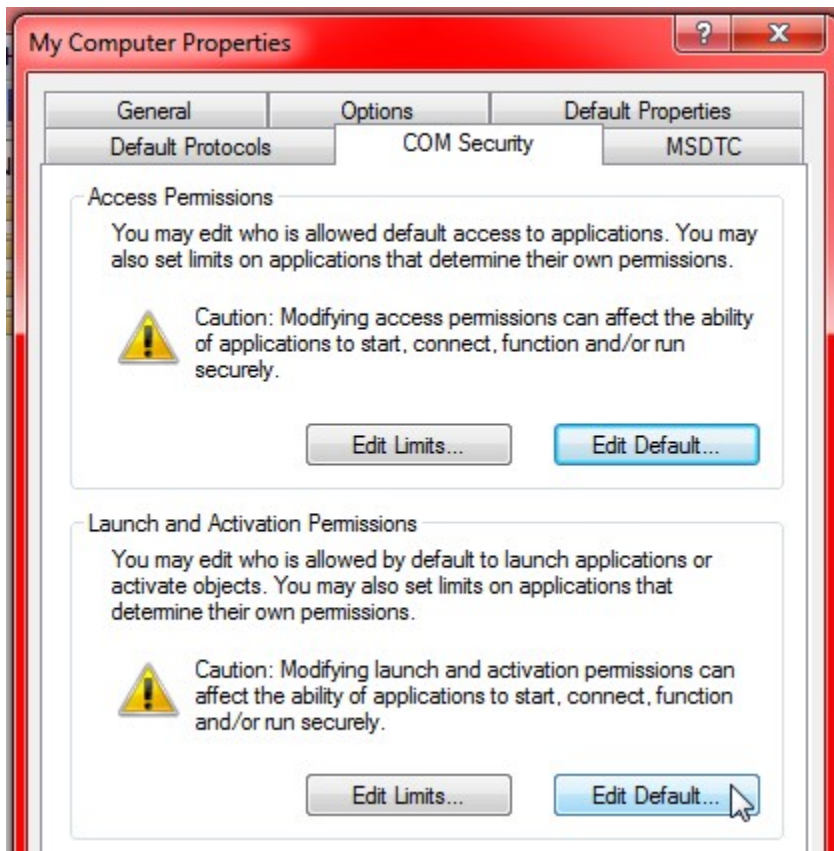 My Computer Properties
General Options Default Properties
Default Protocols COM Security MSDTC
Access Permissions
You may edit who is allowed default access to applications. You may
also set limits on applications that determine their own permissions.
Caution: Modifying access permissions can affect the ability
of applications to start, connect, function and/or run
securely.
Edit Limits... Edit Default...
Launch and Activation Permissions
You may edit who is allowed by default to launch applications or
activate objects. You may also set limits on applications that
determine their own permissions.
Caution: Modifying launch and activation permissions can
affect the ability of applications to start, connect, function
and/or run securely.
Edit Limits... Edit Default...